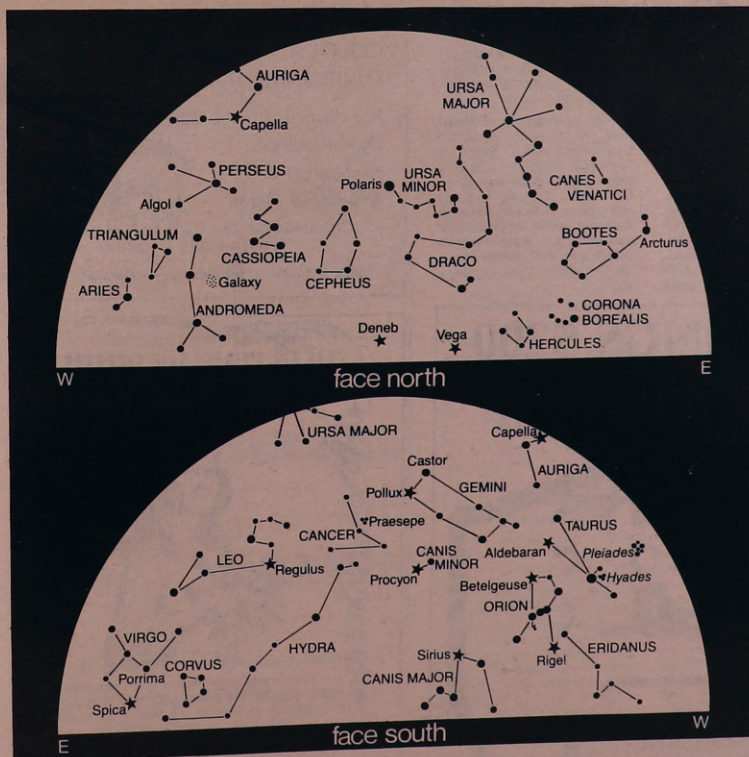 AURIGA
Capella
URSA
MAJOR
PERSEUS
Algol
Polaris
URSA
MINOR
CANES
VENATICI
TRIANGULUM
CASSIOPEIA
CEPHEUS
DRACO
BOOTES
Arcturus
ARIES
Galaxy
ANDROMEDA
Deneb
Vega
CORONA
BOREALIS
HERCULES
W
face north
E
URSA MAJOR
Capella
AURIGA
Castor
Pollux
GEMINI
CANCER
Praesepe
TAURUS
Aldebaran
Pleiades
Hyades
LEO
Regulus
CANIS
MINOR
Procyon
Betelgeuse
ORION
VIRGO
Porrima
HYDRA
ERIDANUS
CORVUS
Sirius
Rigel
CANIS MAJOR
Spica
E
face south
W